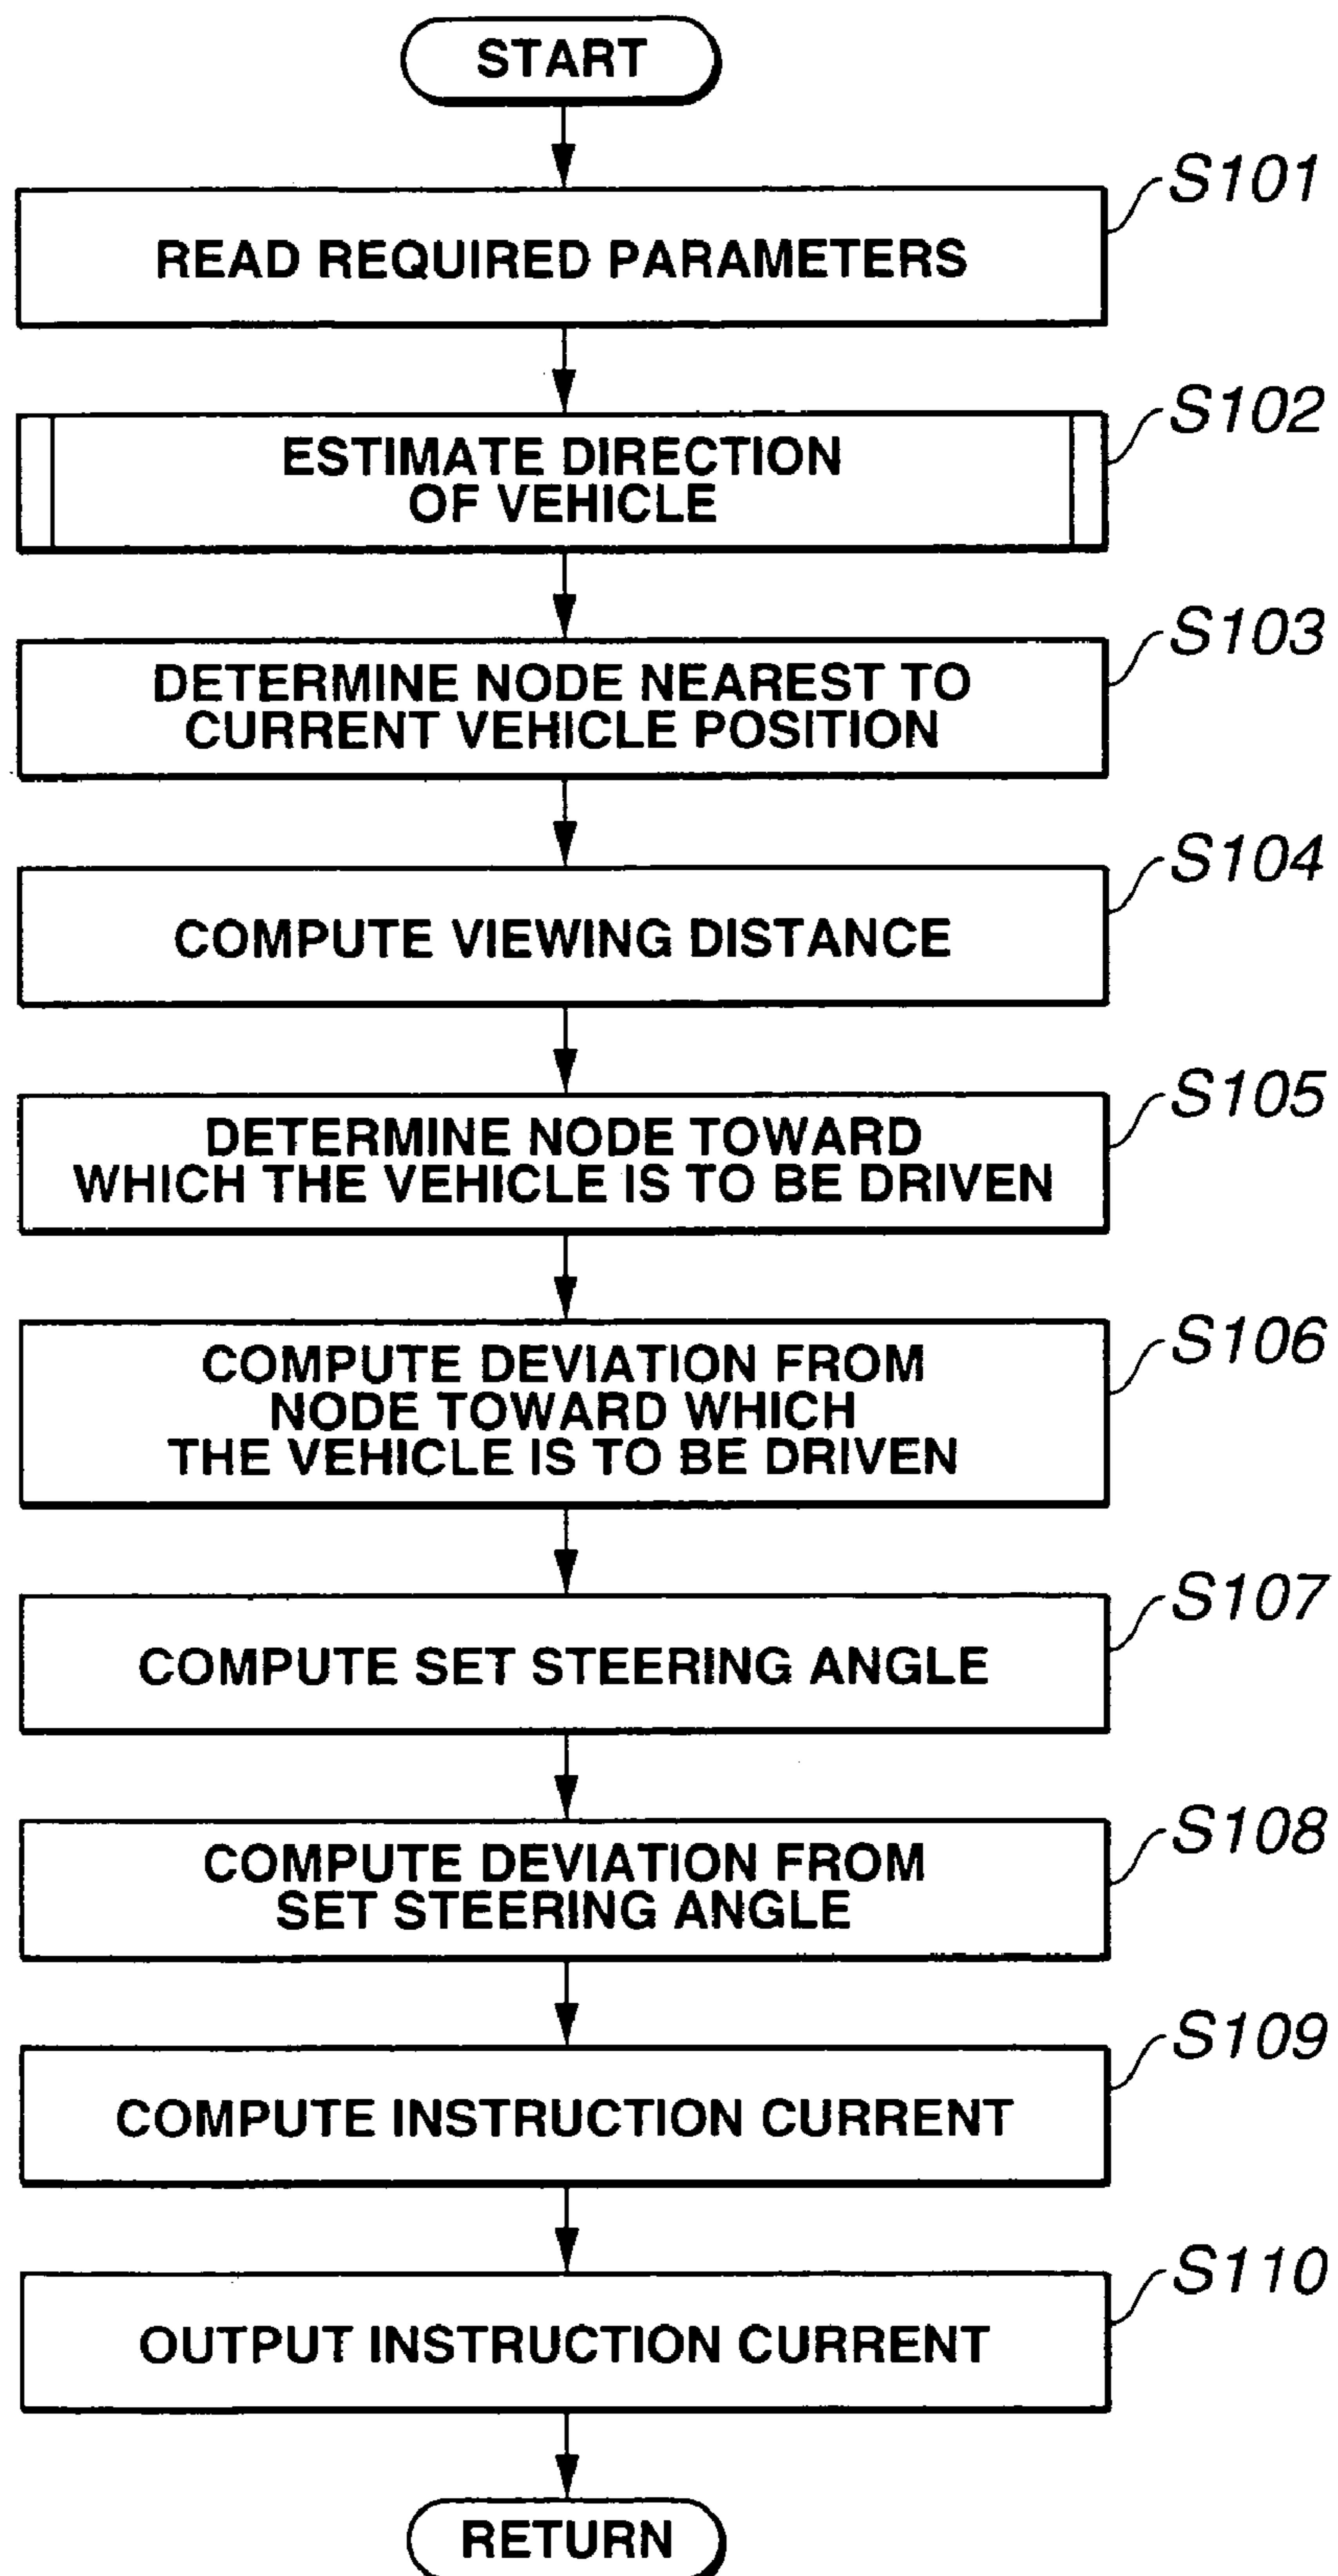 START
S101
READ REQUIRED PARAMETERS
S102
ESTIMATE DIRECTION
OF VEHICLE
S103
DETERMINE NODE NEAREST TO
CURRENT VEHICLE POSITION
S104
COMPUTE VIEWING DISTANCE
S105
DETERMINE NODE TOWARD
WHICH THE VEHICLE IS TO BE DRIVEN
S106
COMPUTE DEVIATION FROM
NODE TOWARD WHICH
THE VEHICLE IS TO BE DRIVEN
S107
COMPUTE SET STEERING ANGLE
S108
COMPUTE DEVIATION FROM
SET STEERING ANGLE
S109
COMPUTE INSTRUCTION CURRENT
S110
OUTPUT INSTRUCTION CURRENT
RETURN